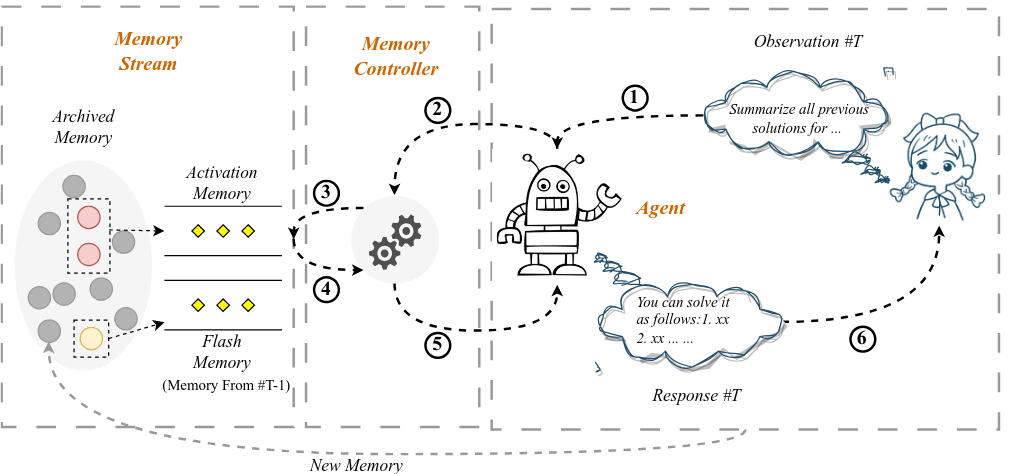 Memory
Stream
Memory
Controller
Observation #T
Archived
Memory
Activation
Memory
Summarize all previous
solutions for ...
1
2
3
4
5
6
Agent
You can solve it
as follows:1. xx
2. xx ... ...
Flash
Memory
(Memory From #T-1)
Response #T
New Memory